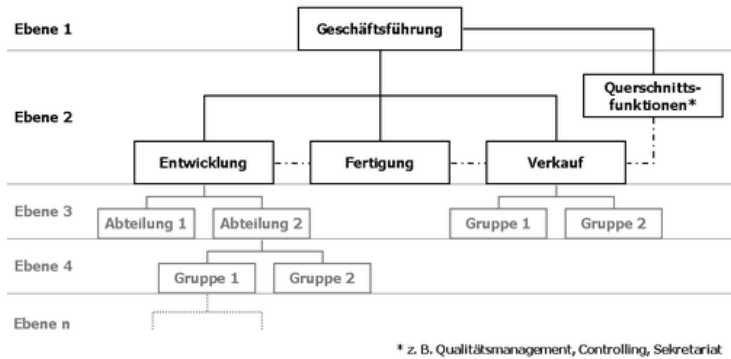 Ebene 1
Geschäftsführung
Querschnitts-
funktionen*
Ebene 2
Entwicklung
Fertigung
Verkauf
Ebene 3
Abteilung 1
Abteilung 2
Gruppe 1
Gruppe 2
Ebene 4
Gruppe 1
Gruppe 2
Ebene n
* z. B. Qualitätsmanagement, Controlling, Sekretariat